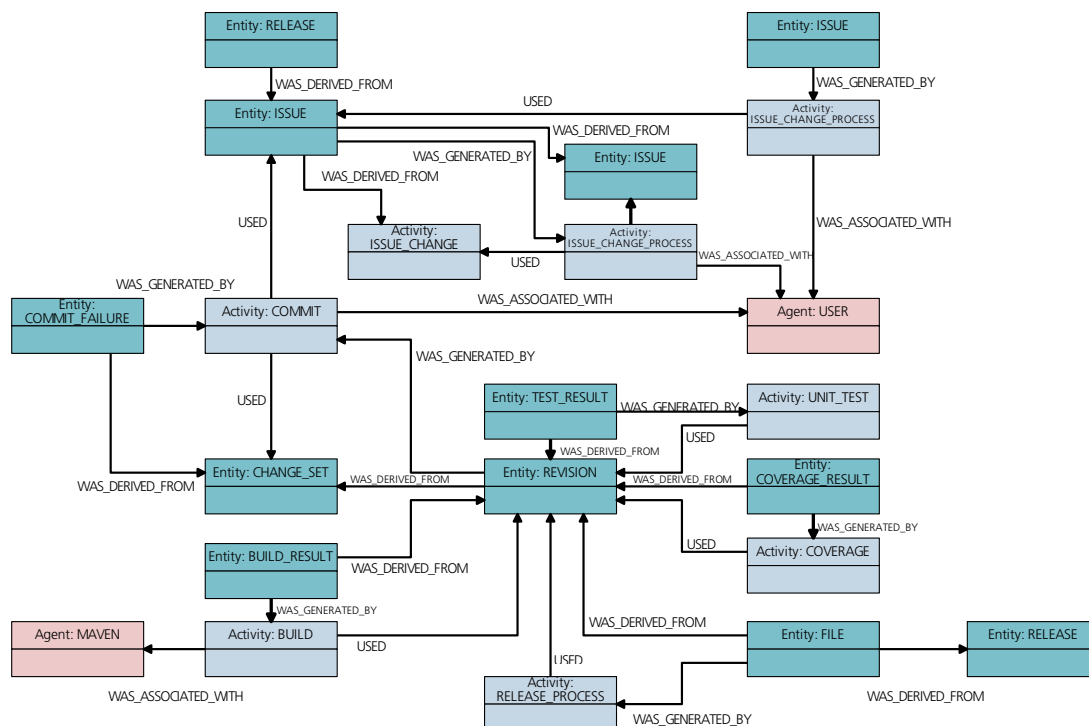 Entity: RELEASE
Entity: ISSUE
WAS_DERIVED_FROM
WAS_GENERATED_BY
Entity: ISSUE
USED
Activity:
ISSUE_CHANGE_PROCESS
WAS_DERIVED_FROM
WAS_GENERATED_BY
Entity: ISSUE
WAS_DERIVED_FROM
USED
Activity:
ISSUE_CHANGE
Activity:
ISSUE_CHANGE_PROCESS
WAS_ASSOCIATED_WITH
USED
WAS_ASSOCIATED_WITH
WAS_GENERATED_BY
Entity:
COMMIT_FAILURE
Activity: COMMIT
WAS_ASSOCIATED_WITH
Agent: USER
WAS_GENERATED_BY
USED
Entity: TEST_RESULT
WAS_GENERATED_BY
Activity: UNIT_TEST
USED
WAS_DERIVED_FROM
Entity: CHANGE_SET
WAS_DERIVED_FROM
Entity: REVISION
WAS_DERIVED_FROM
Entity:
COVERAGE_RESULT
WAS_DERIVED_FROM
WAS_GENERATED_BY
USED
Activity: COVERAGE
Entity: BUILD_RESULT
WAS_DERIVED_FROM
WAS_GENERATED_BY
Agent: MAVEN
Activity: BUILD
USED
WAS_DERIVED_FROM
Entity: FILE
Entity: RELEASE
USED
WAS_ASSOCIATED_WITH
Activity:
RELEASE_PROCESS
WAS_GENERATED_BY
WAS_DERIVED_FROM